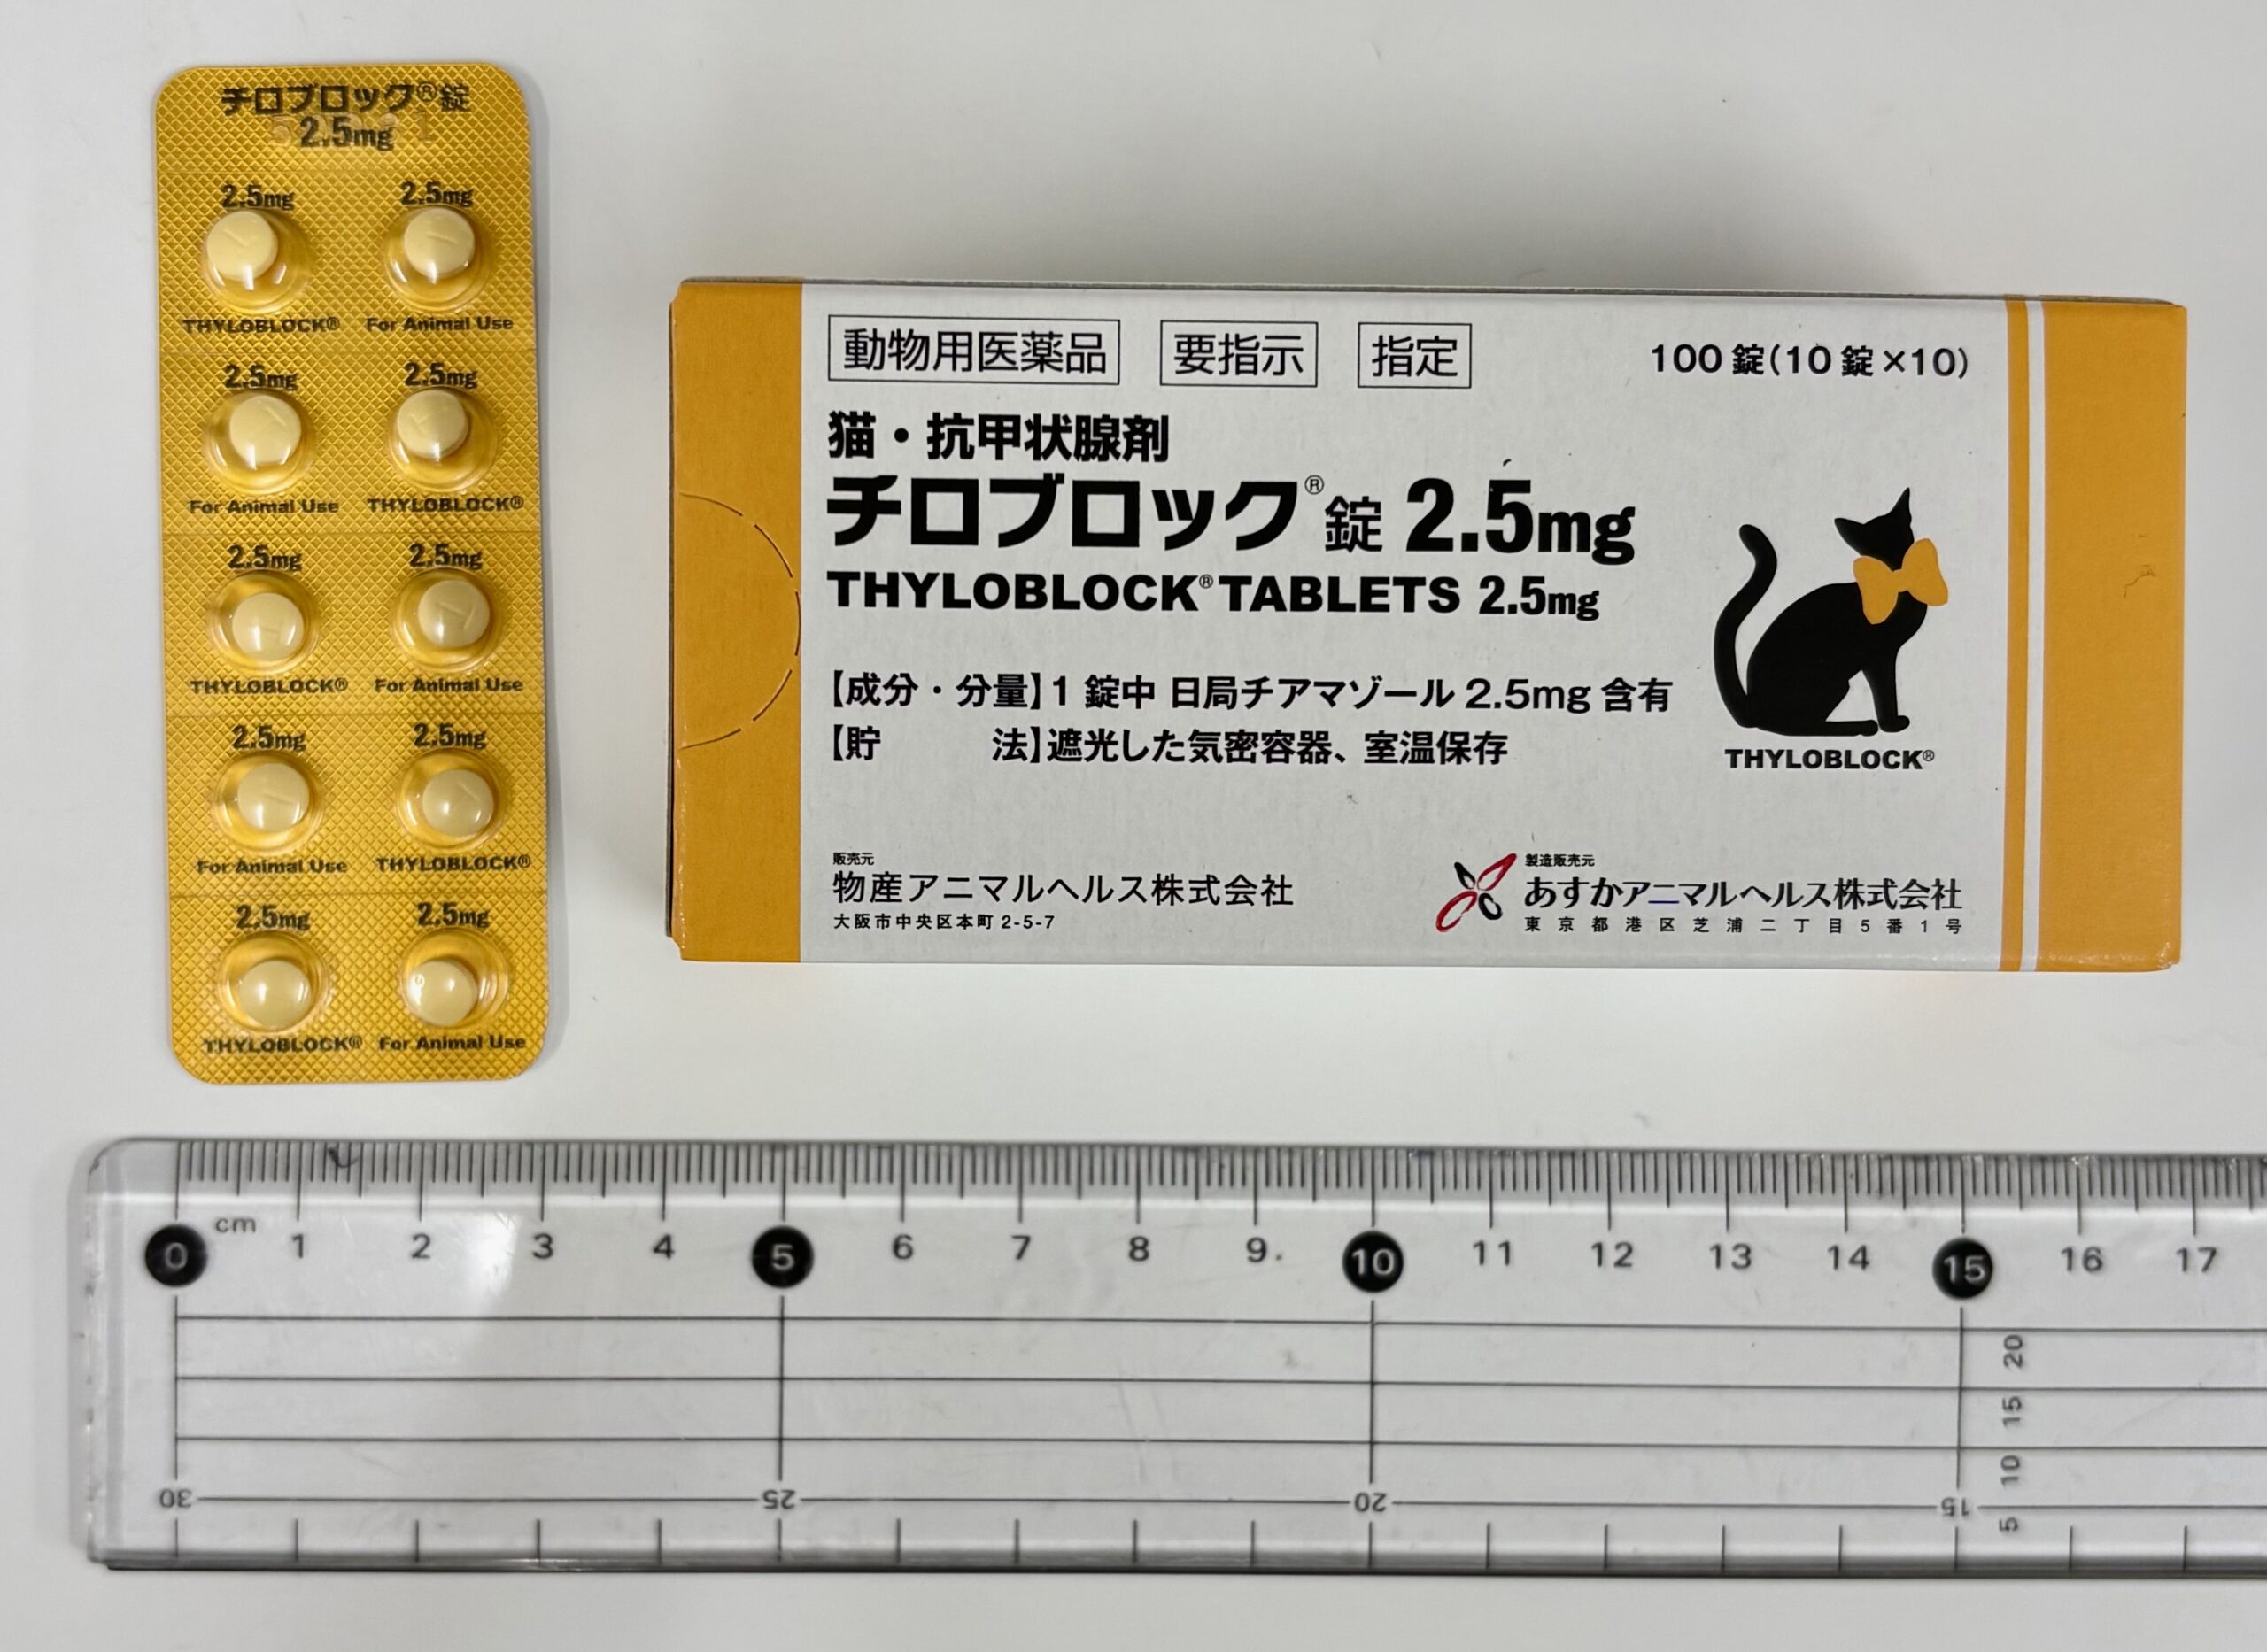 チロブロック®錠
2.5mg
2.5mg 2.5mg
THYLOBLOCK® For Animal Use
2.5mg 2.5mg
For Animal Use THYLOBLOCK®
2.5mg 2.5mg
THYLOBLOCK® For Animal Use
2.5mg 2.5mg
For Animal Use THYLOBLOCK®
2.5mg 2.5mg
THYLOBLOCK® For Animal Use
動物用医薬品 要指示 指定 100錠(10錠×10)
猫・抗甲状腺剤
チロブロック®錠 2.5mg
THYLOBLOCK® TABLETS 2.5mg
【成分・分量】1錠中 日局チアマゾール 2.5mg 含有
【貯 法】遮光した気密容器、室温保存
THYLOBLOCK®
販売元
物産アニマルヘルス株式会社
大阪市中央区本町 2-5-7
製造販売元
あすかアニマルヘルス株式会社
東京都港区芝浦二丁目5番1号
0 cm 1 2 3 4 5 6 7 8 9. 10 11 12 13 14 15 16 17
20
15
10
5
30 25 20 15